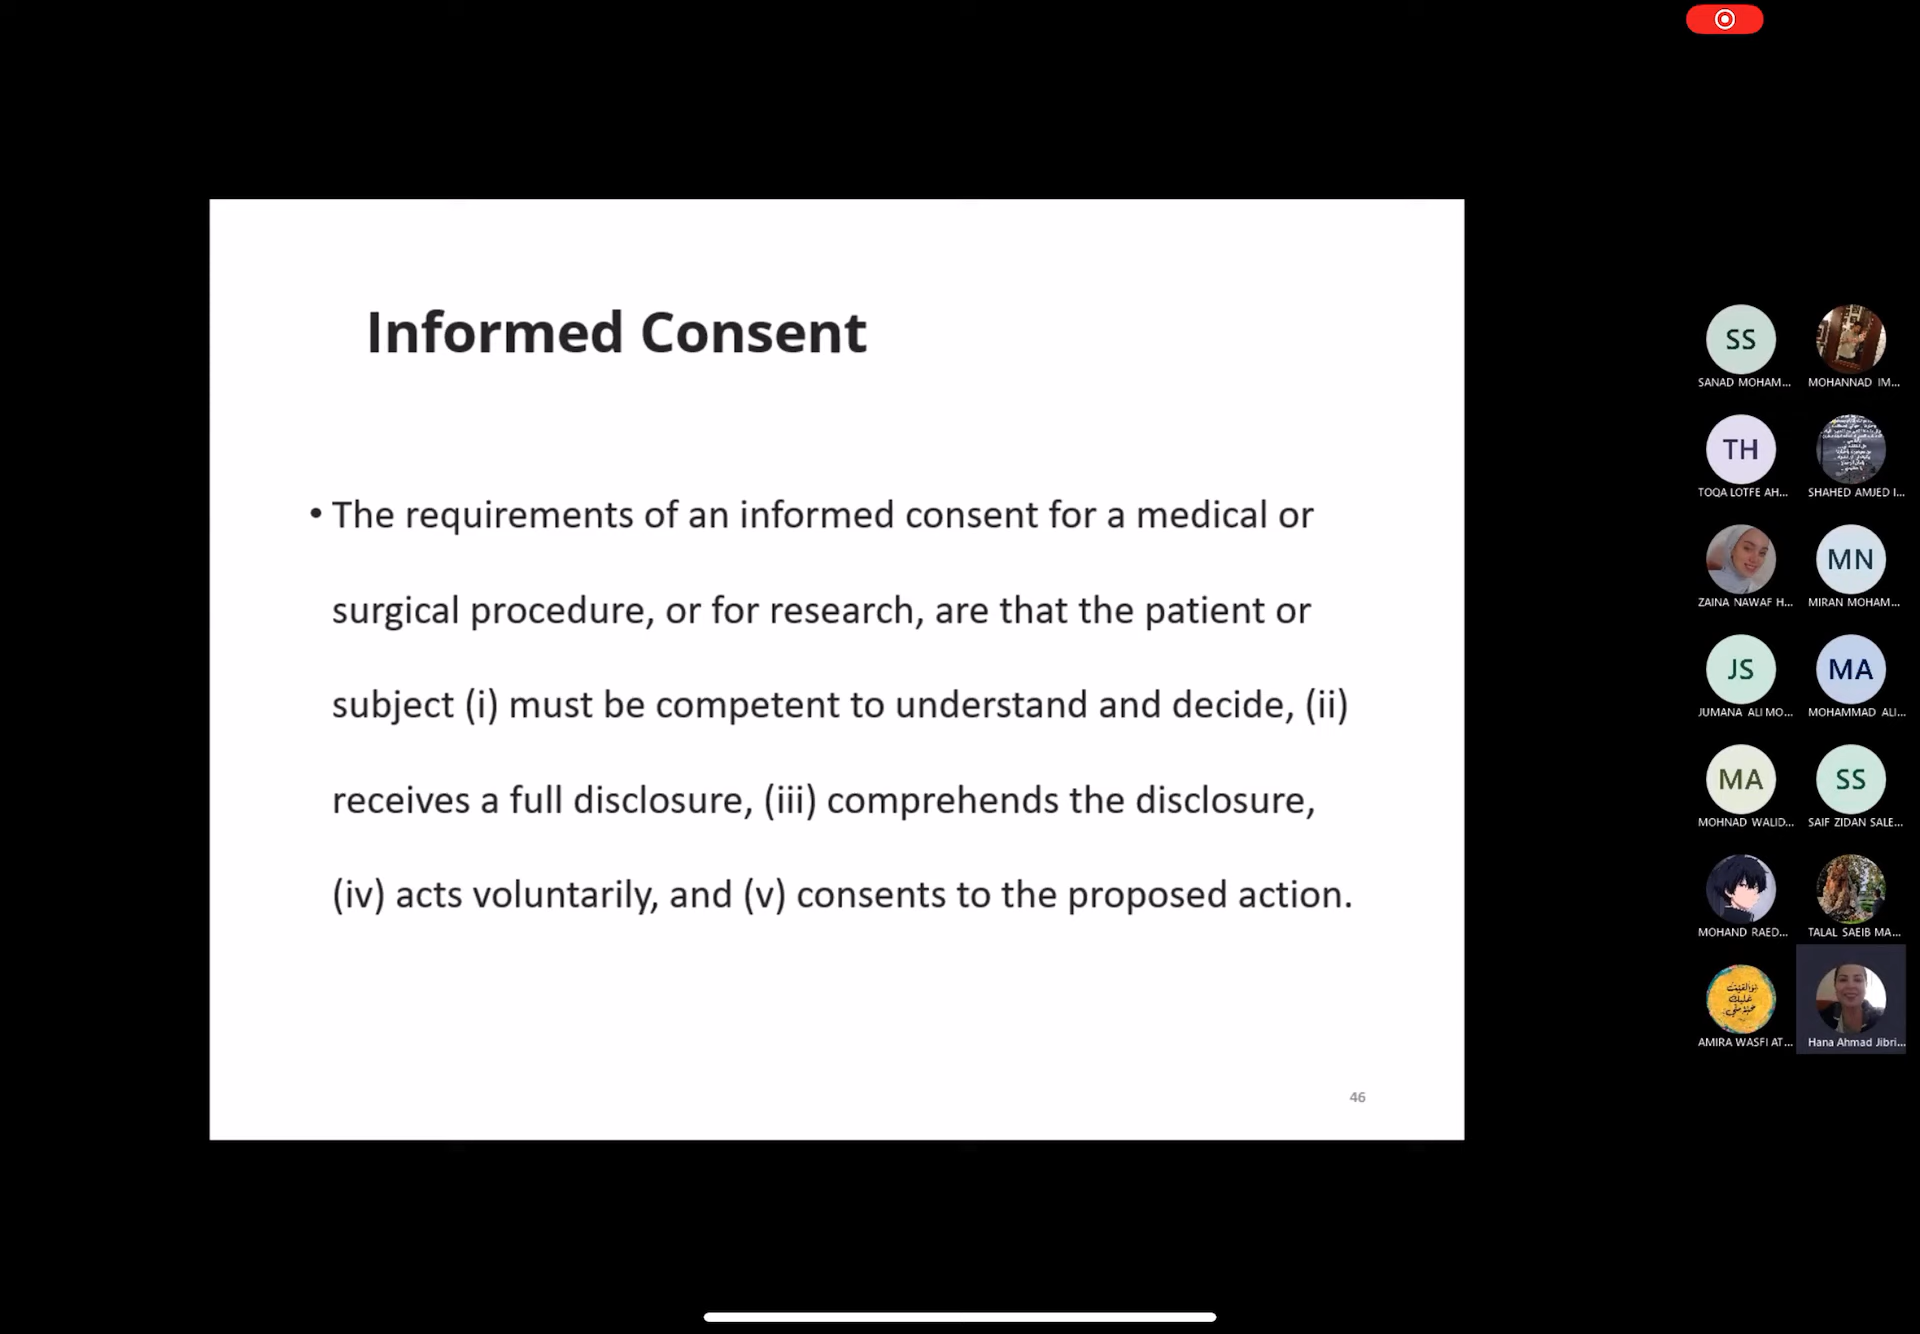 Informed Consent
• The requirements of an informed consent for a medical or
surgical procedure, or for research, are that the patient or
subject (i) must be competent to understand and decide, (ii)
receives a full disclosure, (iii) comprehends the disclosure,
(iv) acts voluntarily, and (v) consents to the proposed action.
46
SS
SANAD MOHAM...
MOHANNAD IM...
TH
TOQA LOTFE AH...
SHAHED AMJED I...
MN
ZAINA NAWAF H...
MIRAN MOHAM...
JS
MA
JUMANA ALI MO...
MOHAMMAD ALI...
MA
SS
MOHNAD WALID...
SAIF ZIDAN SALE...
MOHAND RAED...
TALAL SAEIB MA...
AMIRA WASFI AT...
Hana Ahmad Jibri...